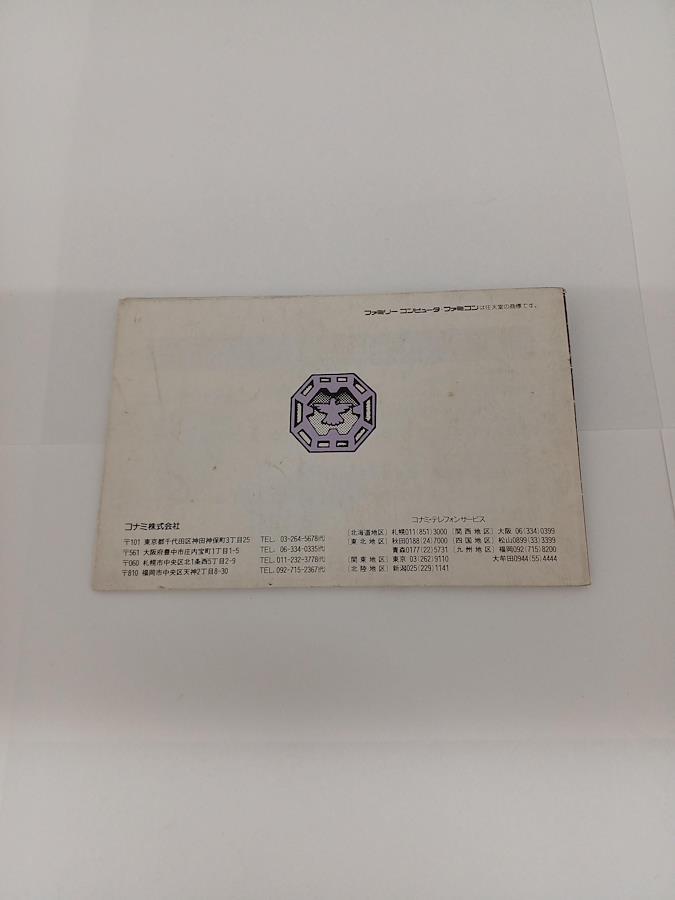 ファミリーコンピュータ・ファミコンは任天堂の商標です。
コナミ株式会社
〒101 東京都千代田区神田神保町3丁目25 TEL. 03-264-5678代
〒561 大阪府豊中市庄内宝町1丁目1-5 TEL. 06-334-0335代
〒060 札幌市中央区北1条西5丁目2-9 TEL.011-232-3778代
〒810 福岡市中央区天神2丁目8-30 TEL.092-715-2367代
コナミ・テレフォンサービス
〔北海道地区〕 札幌011(851)3000 〔関西地区〕 大阪 06(334)0399
〔東北地区〕 秋田0188(24)7000 〔四国地区〕 松山0899(33)3399
青森0177(22)5731 〔九州地区〕 福岡092(715)8200
〔関東地区〕 東京 03(262)9110 大牟田0944(55)4444
〔北陸地区〕 新潟025(229)1141